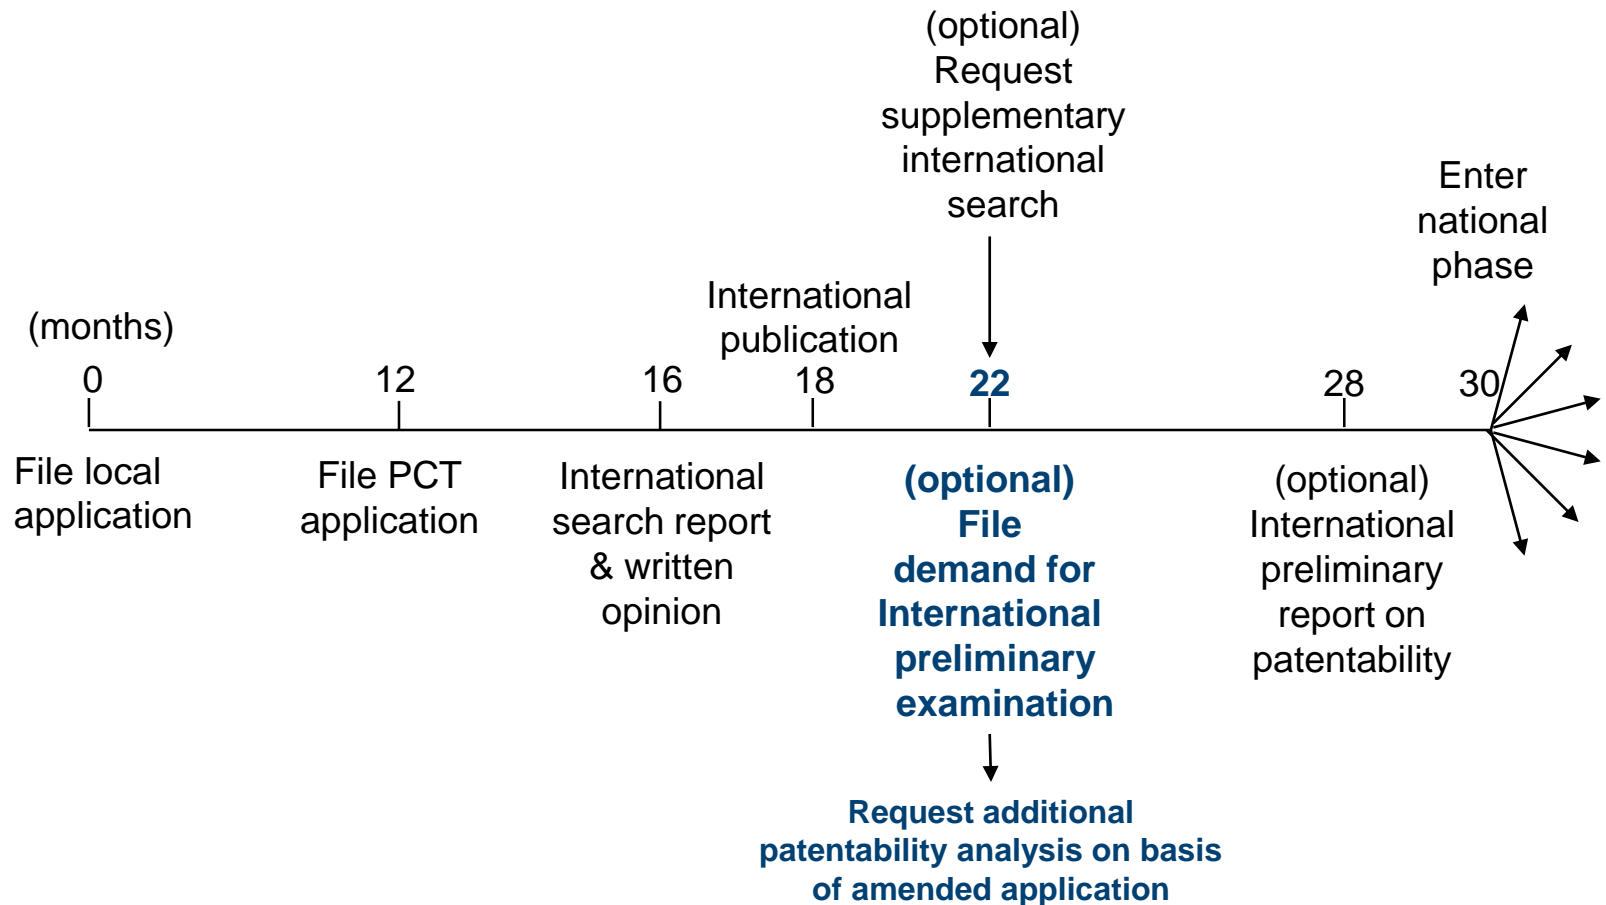 (optional)
Request
supplementary
international
search
Enter
national
phase
International
publication
(months)
0
12
16
18
22
28
30
File local
application
File PCT
application
International
search report
& written
opinion
(optional)
File
demand for
International
preliminary
examination
(optional)
International
preliminary
report on
patentability
Request additional
patentability analysis on basis
of amended application